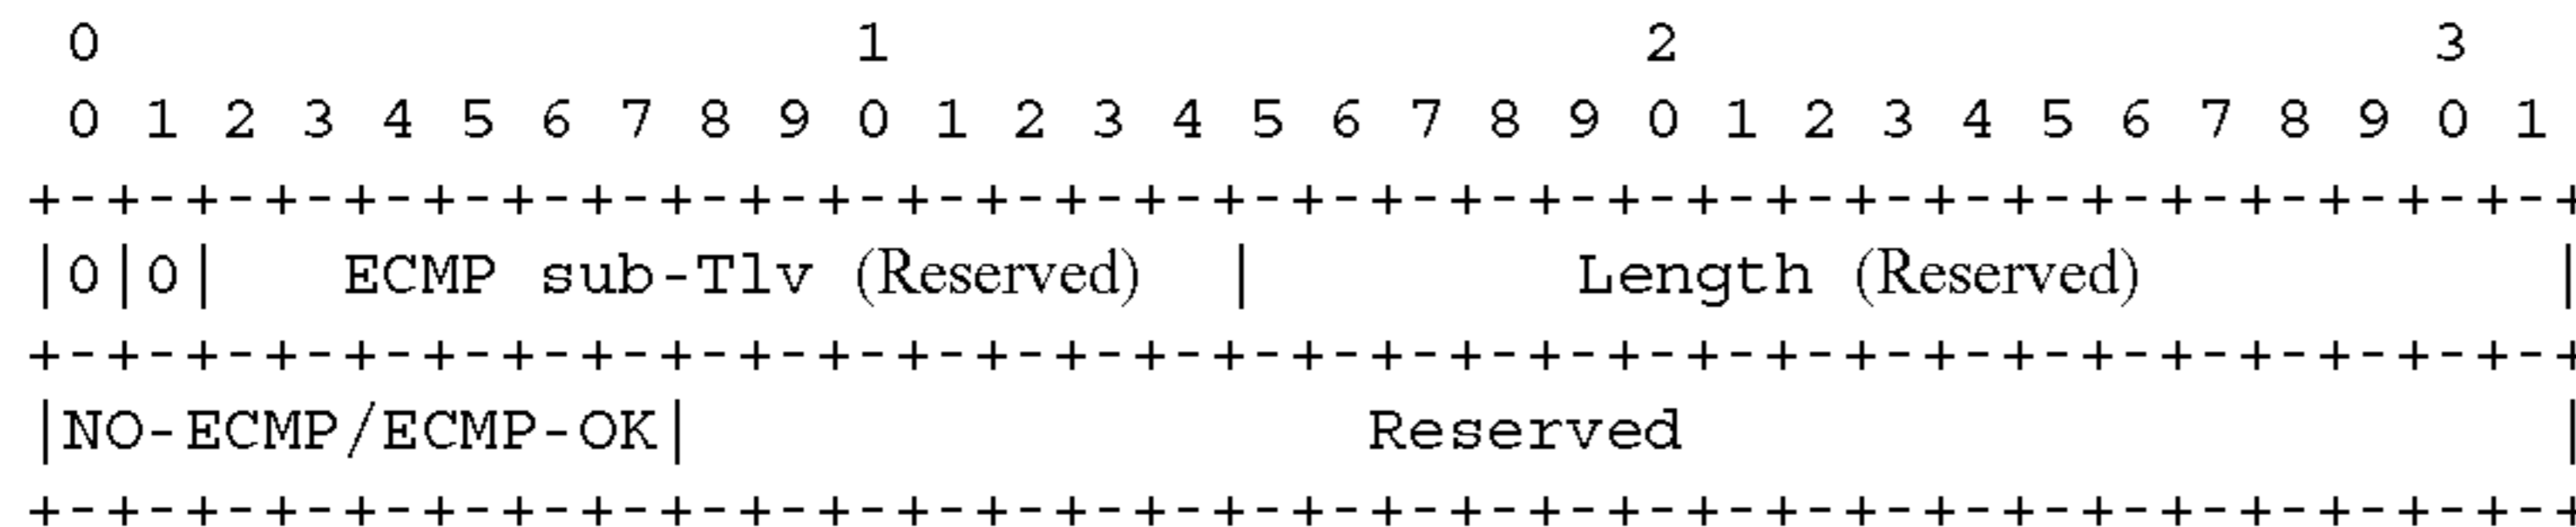 0                   1                   2                   3
0 1 2 3 4 5 6 7 8 9 0 1 2 3 4 5 6 7 8 9 0 1 2 3 4 5 6 7 8 9 0 1
+-+-+-+-+-+-+-+-+-+-+-+-+-+-+-+-+-+-+-+-+-+-+-+-+-+-+-+-+-+-+-+-+
|0|0|   ECMP sub-Tlv (Reserved)  |        Length (Reserved)          |
+-+-+-+-+-+-+-+-+-+-+-+-+-+-+-+-+-+-+-+-+-+-+-+-+-+-+-+-+-+-+-+-+
|NO-ECMP/ECMP-OK|                 Reserved                      |
+-+-+-+-+-+-+-+-+-+-+-+-+-+-+-+-+-+-+-+-+-+-+-+-+-+-+-+-+-+-+-+-+